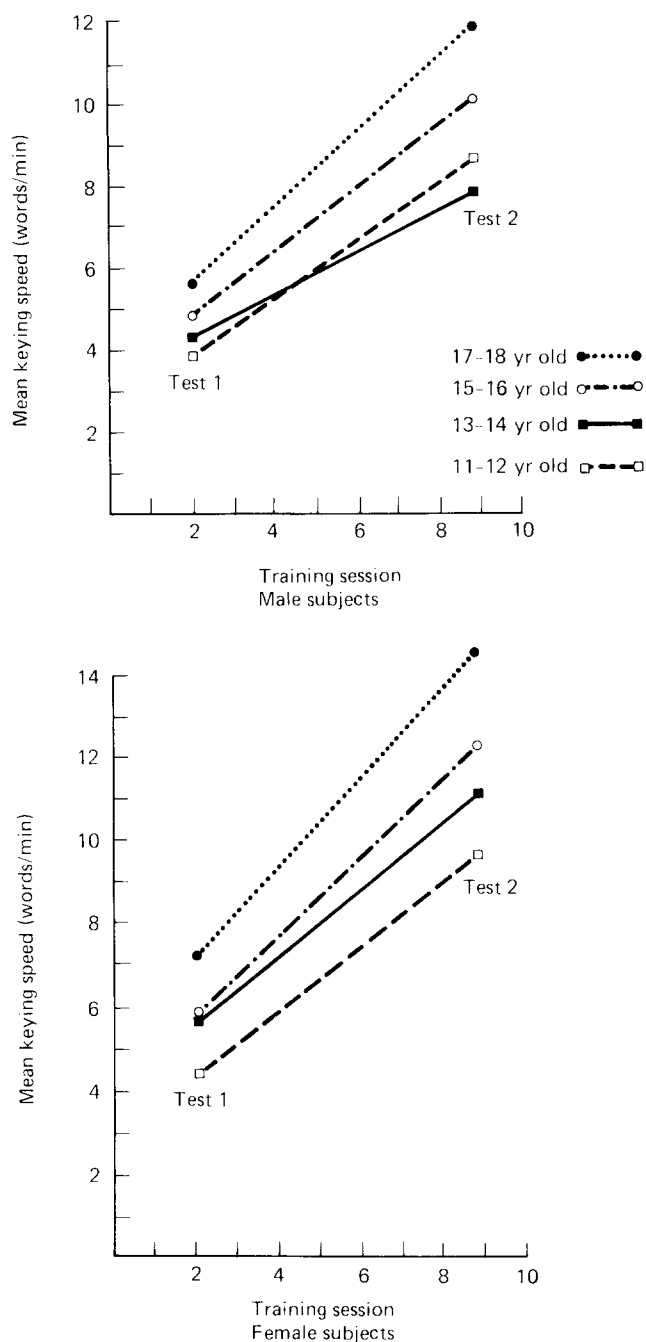 12
10
8
6
4
2
Mean keying speed (words/min)
Test 1
Test 2
17-18 yr old
15-16 yr old
13-14 yr old
11-12 yr old
2 4 6 8 10
Training session
Male subjects
14
12
10
8
6
4
2
Mean keying speed (words/min)
Test 1
Test 2
2 4 6 8 10
Training session
Female subjects